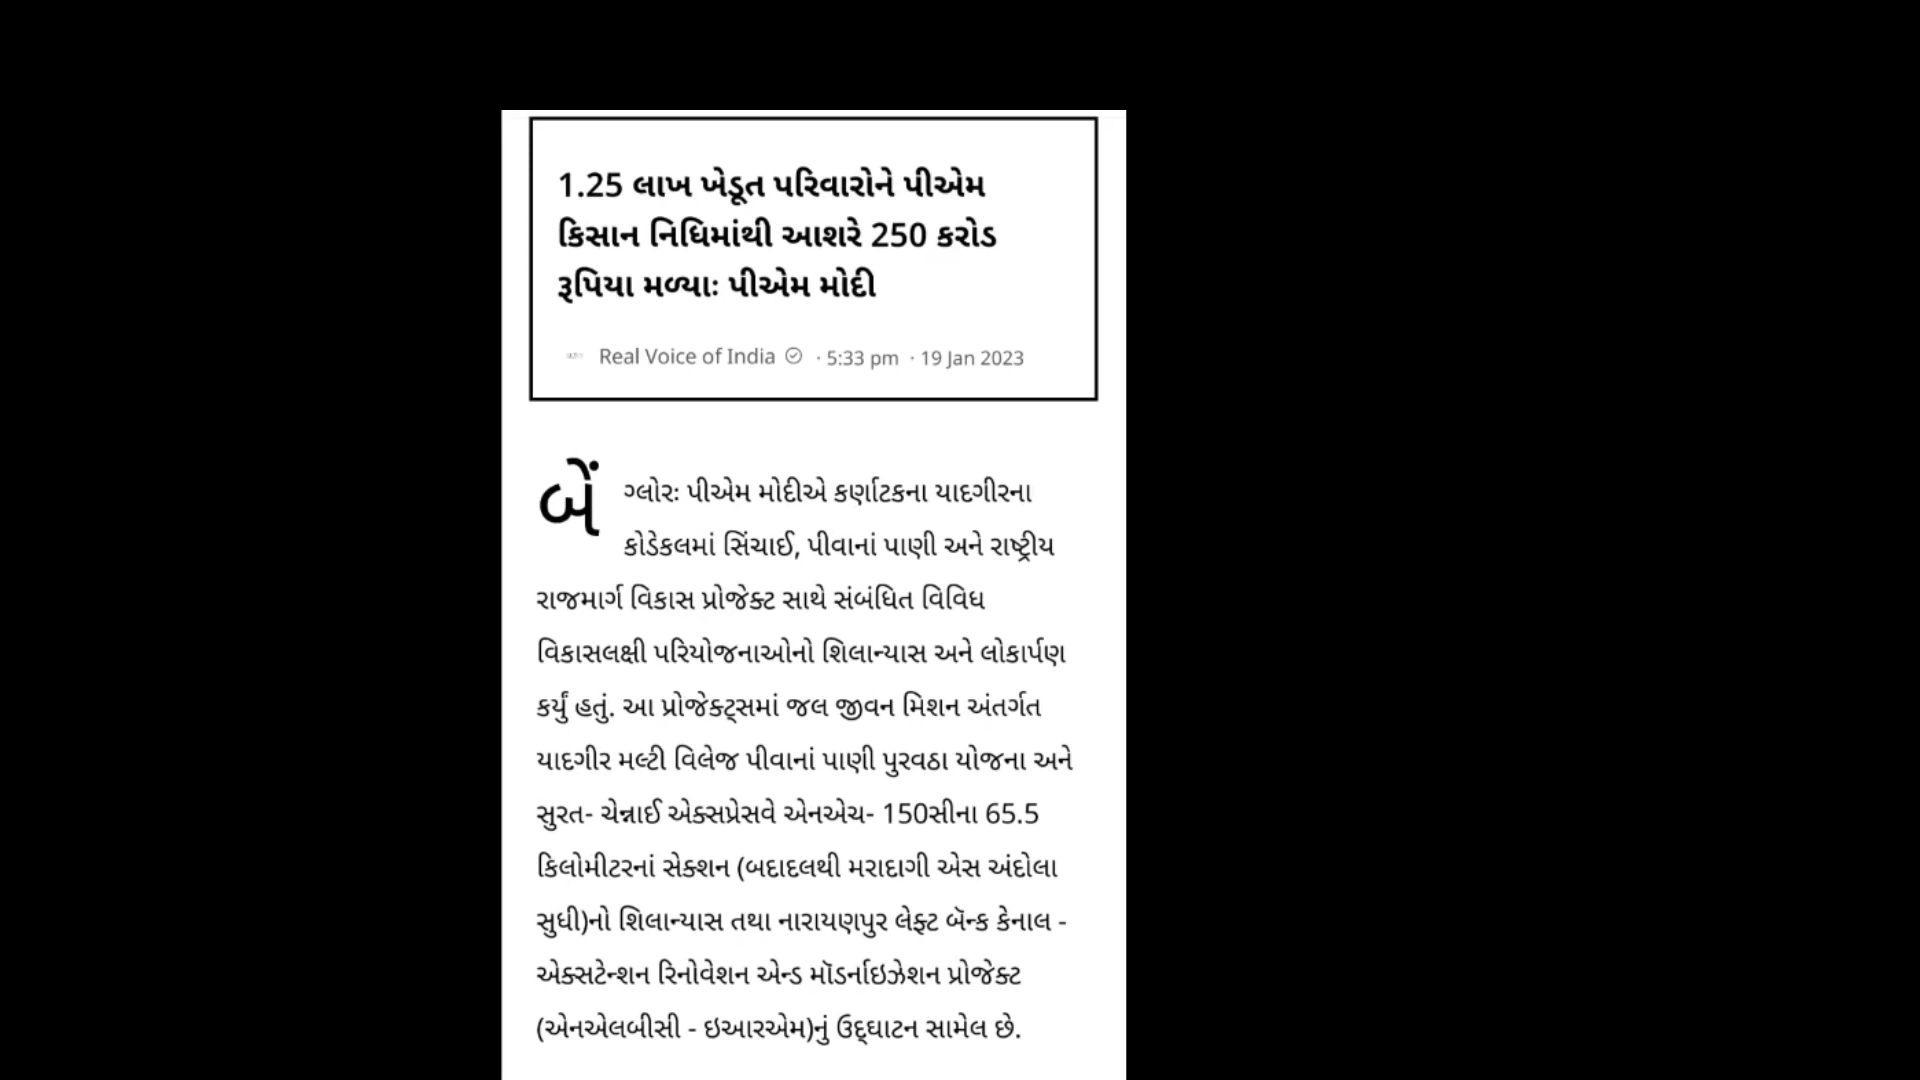 1.25 લાખ ખેડૂત પરિવારોને પીએમ
કિસાન નિધિમાંથી આશરે 250 કરોડ
રૂપિયા મળ્યાઃ પીએમ મોદી
Real Voice of India · 5:33 pm · 19 Jan 2023
બેંગ્લોરઃ પીએમ મોદીએ કર્ણાટકના યાદગીરના
કોડેકલમાં સિંચાઈ, પીવાનાં પાણી અને રાષ્ટ્રીય
રાજમાર્ગ વિકાસ પ્રોજેક્ટ સાથે સંબંધિત વિવિધ
વિકાસલક્ષી પરિયોજનાઓનો શિલાન્યાસ અને લોકાર્પણ
કર્યું હતું. આ પ્રોજેક્ટ્સમાં જલ જીવન મિશન અંતર્ગત
યાદગીર મલ્ટી વિલેજ પીવાનાં પાણી પુરવઠા યોજના અને
સુરત- ચેન્નાઈ એક્સપ્રેસવે એનએચ- 150સીના 65.5
કિલોમીટરનાં સેક્શન (બદાદલથી મરાદાગી એસ અંદોલા
સુધી)નો શિલાન્યાસ તથા નારાયણપુર લેફ્ટ બૅન્ક કેનાલ -
એક્સટેન્શન રિનોવેશન એન્ડ મૉડર્નાઇઝેશન પ્રોજેક્ટ
(એનએલબીસી - ઇઆરએમ)નું ઉદ્ઘાટન સામેલ છે.